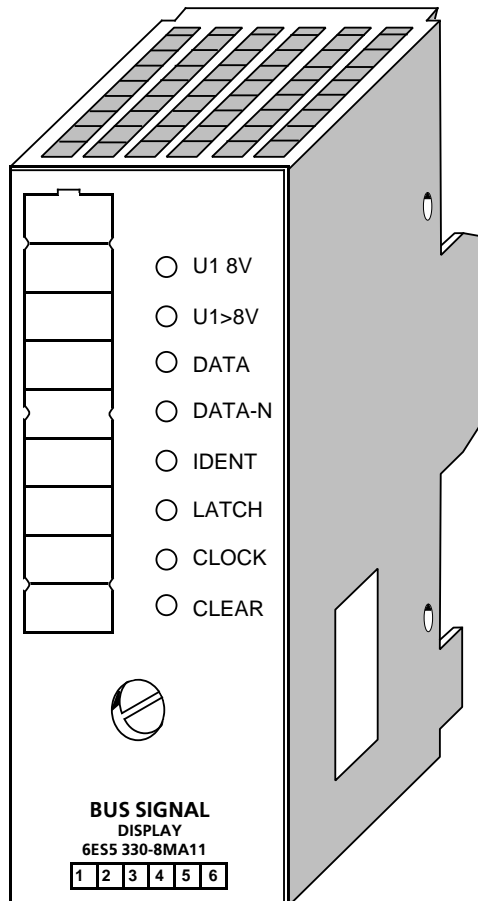 U1 8V
U1>8V
DATA
DATA-N
IDENT
LATCH
CLOCK
CLEAR
BUS SIGNAL
DISPLAY
6ES5 330-8MA11
1 2 3 4 5 6